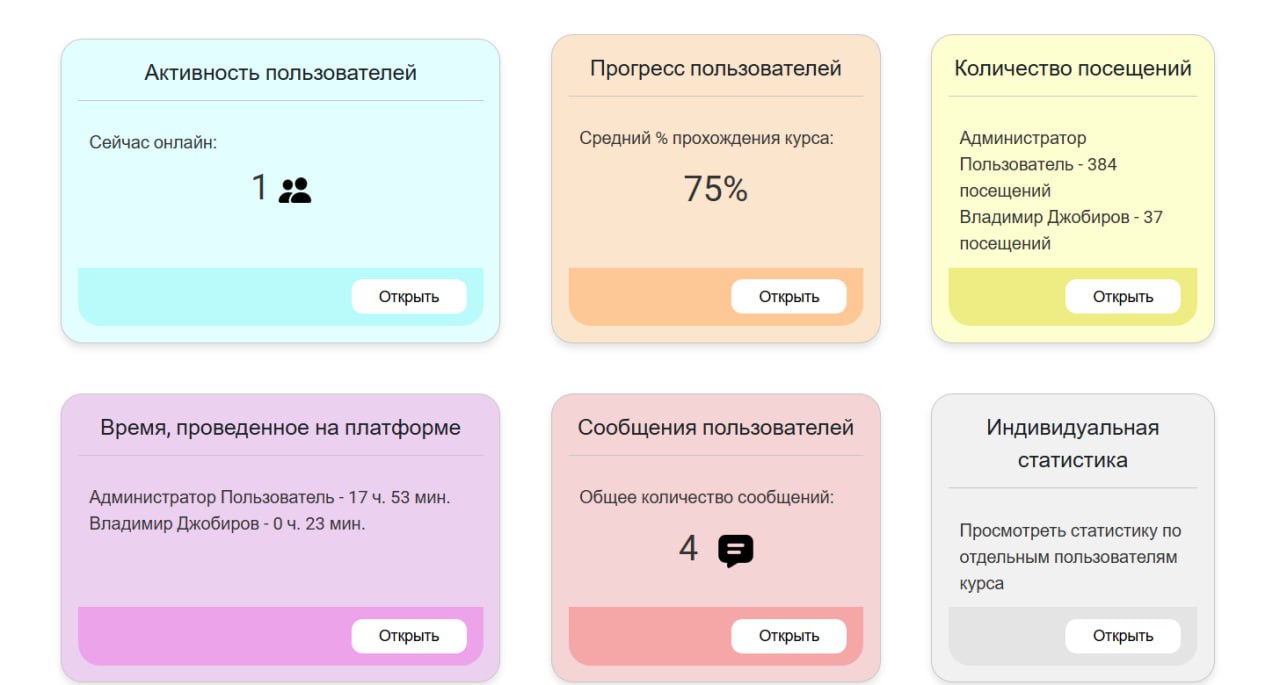 Активность пользователей
Сейчас онлайн:
1
Открыть
Прогресс пользователей
Средний % прохождения курса:
75%
Открыть
Количество посещений
Администратор
Пользователь - 384
посещений
Владимир Джобиров - 37
посещений
Открыть
Время, проведенное на платформе
Администратор Пользователь - 17 ч. 53 мин.
Владимир Джобиров - 0 ч. 23 мин.
Открыть
Сообщения пользователей
Общее количество сообщений:
4
Открыть
Индивидуальная
статистика
Просмотреть статистику по
отдельным пользователям
курса
Открыть